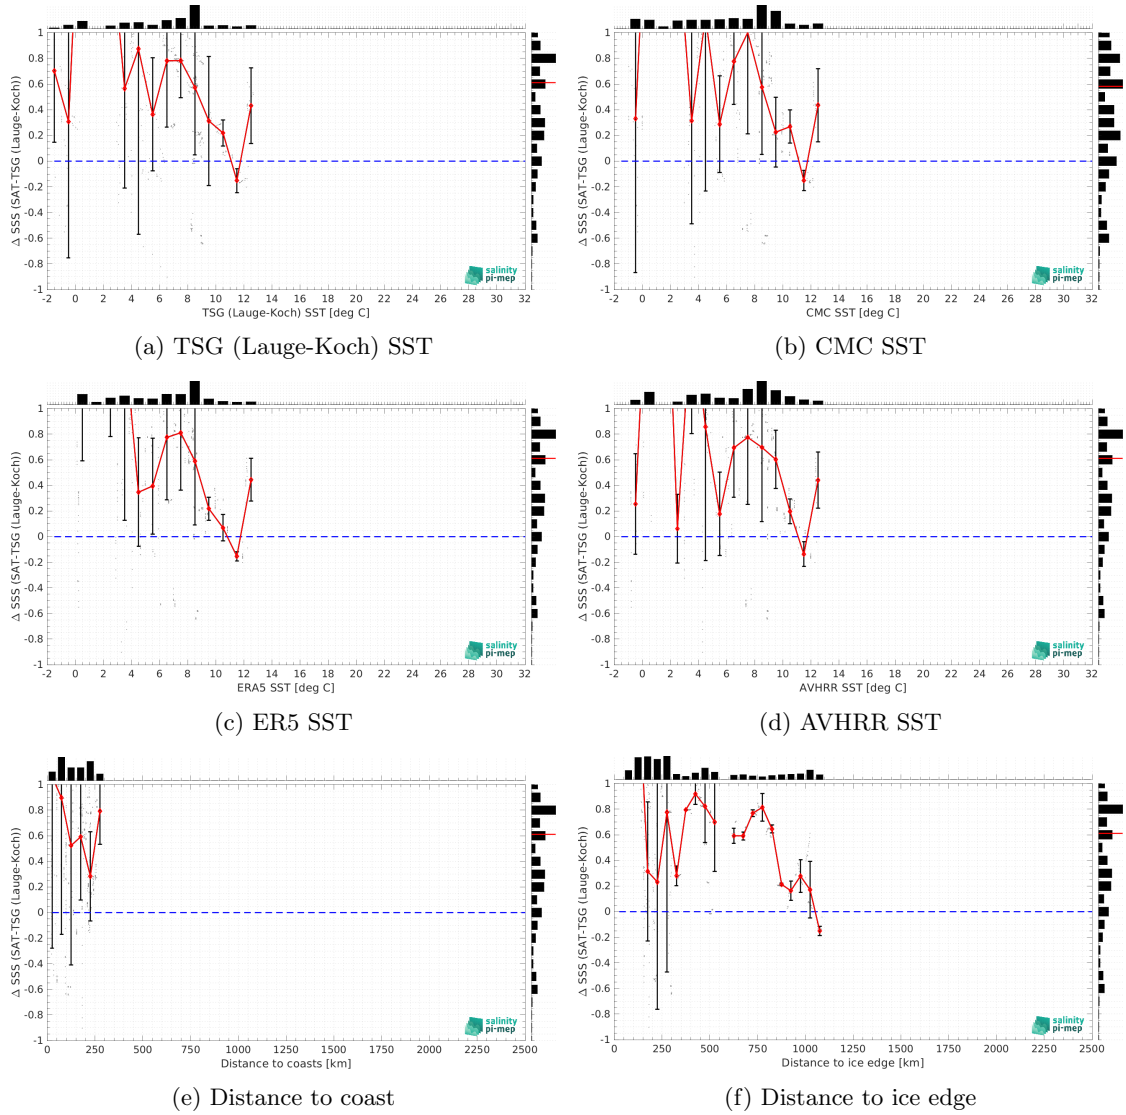 1
0.8
0.6
0.4
0.2
0
-0.2
-0.4
-0.6
-0.8
-1
Δ SSS (SAT-TSG (Lauge-Koch))
salinity
pi-mep
-2 0 2 4 6 8 10 12 14 16 18 20 22 24 26 28 30 32
TSG (Lauge-Koch) SST [deg C]
(a) TSG (Lauge-Koch) SST
1
0.8
0.6
0.4
0.2
0
-0.2
-0.4
-0.6
-0.8
-1
Δ SSS (SAT-TSG (Lauge-Koch))
salinity
pi-mep
-2 0 2 4 6 8 10 12 14 16 18 20 22 24 26 28 30 32
CMC SST [deg C]
(b) CMC SST
1
0.8
0.6
0.4
0.2
0
-0.2
-0.4
-0.6
-0.8
-1
Δ SSS (SAT-TSG (Lauge-Koch))
salinity
pi-mep
-2 0 2 4 6 8 10 12 14 16 18 20 22 24 26 28 30 32
ERA5 SST [deg C]
(c) ER5 SST
1
0.8
0.6
0.4
0.2
0
-0.2
-0.4
-0.6
-0.8
-1
Δ SSS (SAT-TSG (Lauge-Koch))
salinity
pi-mep
-2 0 2 4 6 8 10 12 14 16 18 20 22 24 26 28 30 32
AVHRR SST [deg C]
(d) AVHRR SST
1
0.8
0.6
0.4
0.2
0
-0.2
-0.4
-0.6
-0.8
-1
Δ SSS (SAT-TSG (Lauge-Koch))
salinity
pi-mep
0 250 500 750 1000 1250 1500 1750 2000 2250 2500
Distance to coasts [km]
(e) Distance to coast
1
0.8
0.6
0.4
0.2
0
-0.2
-0.4
-0.6
-0.8
-1
Δ SSS (SAT-TSG (Lauge-Koch))
salinity
pi-mep
0 250 500 750 1000 1250 1500 1750 2000 2250 2500
Distance to ice edge [km]
(f) Distance to ice edge